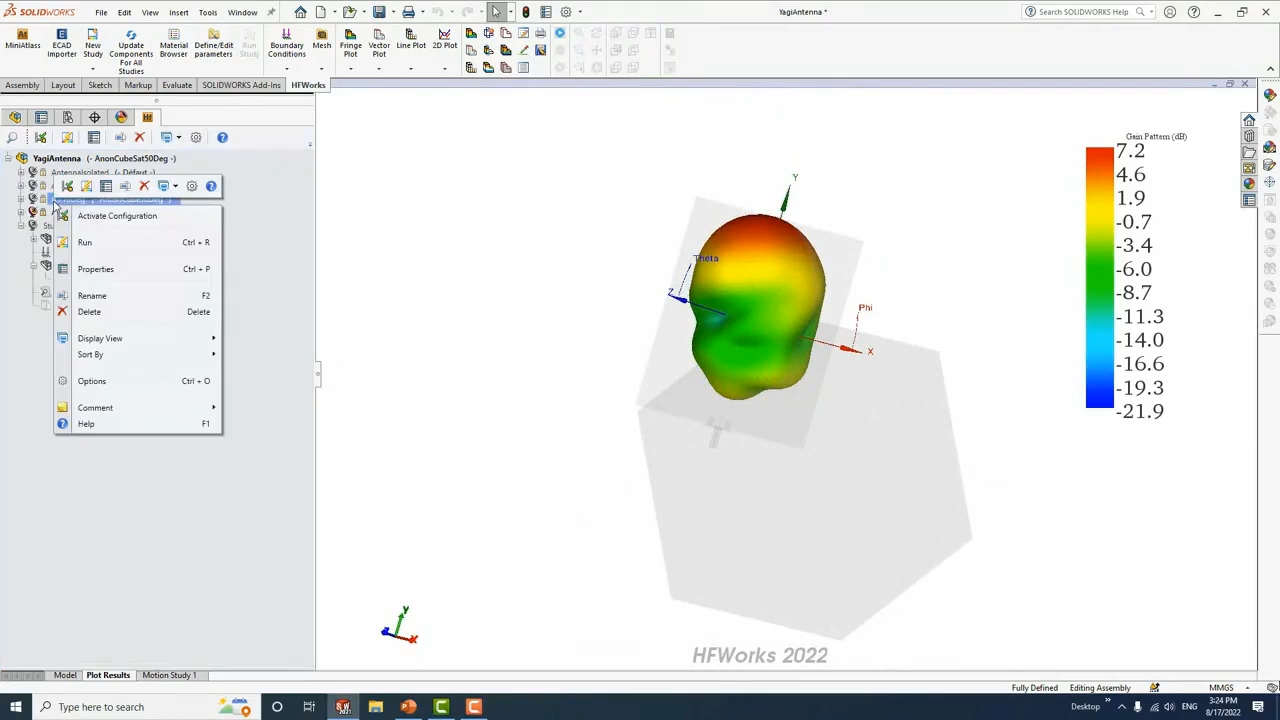 SOLIDWORKS File Edit View Insert Tools Window YagiAntenna * Search SOLIDWORKS Help
MiniAtlass ECAD Importer New Study Update Components For All Studies Material Browser Define/Edit parameters Run Study Boundary Conditions Mesh Fringe Plot Vector Plot Line Plot 2D Plot
Assembly Layout Sketch Markup Evaluate SOLIDWORKS Add-Ins HFWorks
YagiAntenna (- AnonCubeSat50Deg -)
AntennaIsolated (- Défaut -)
Activate Configuration
Run Ctrl + R
Properties Ctrl + P
Rename F2
Delete Delete
Display View
Sort By
Options Ctrl + O
Comment
Help F1
Gain Pattern (dB)
7.2
4.6
1.9
-0.7
-3.4
-6.0
-8.7
-11.3
-14.0
-16.6
-19.3
-21.9
Y
Theta
Z
Phi
X
Y
X
HFWorks 2022
Model Plot Results Motion Study 1
Fully Defined Editing Assembly MMGS
Type here to search
Desktop ENG 3:24 PM
8/17/2022